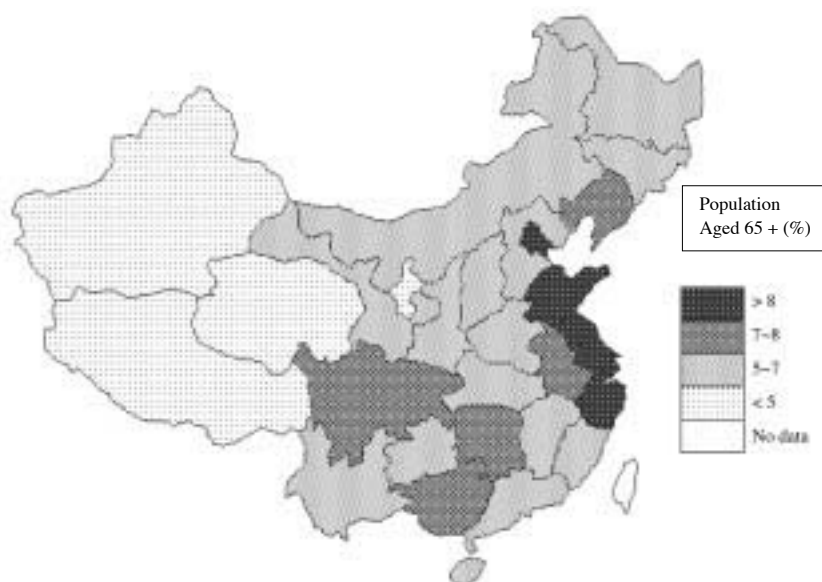 Population
Aged 65 + (%)
> 8
7–8
5–7
< 5
No data